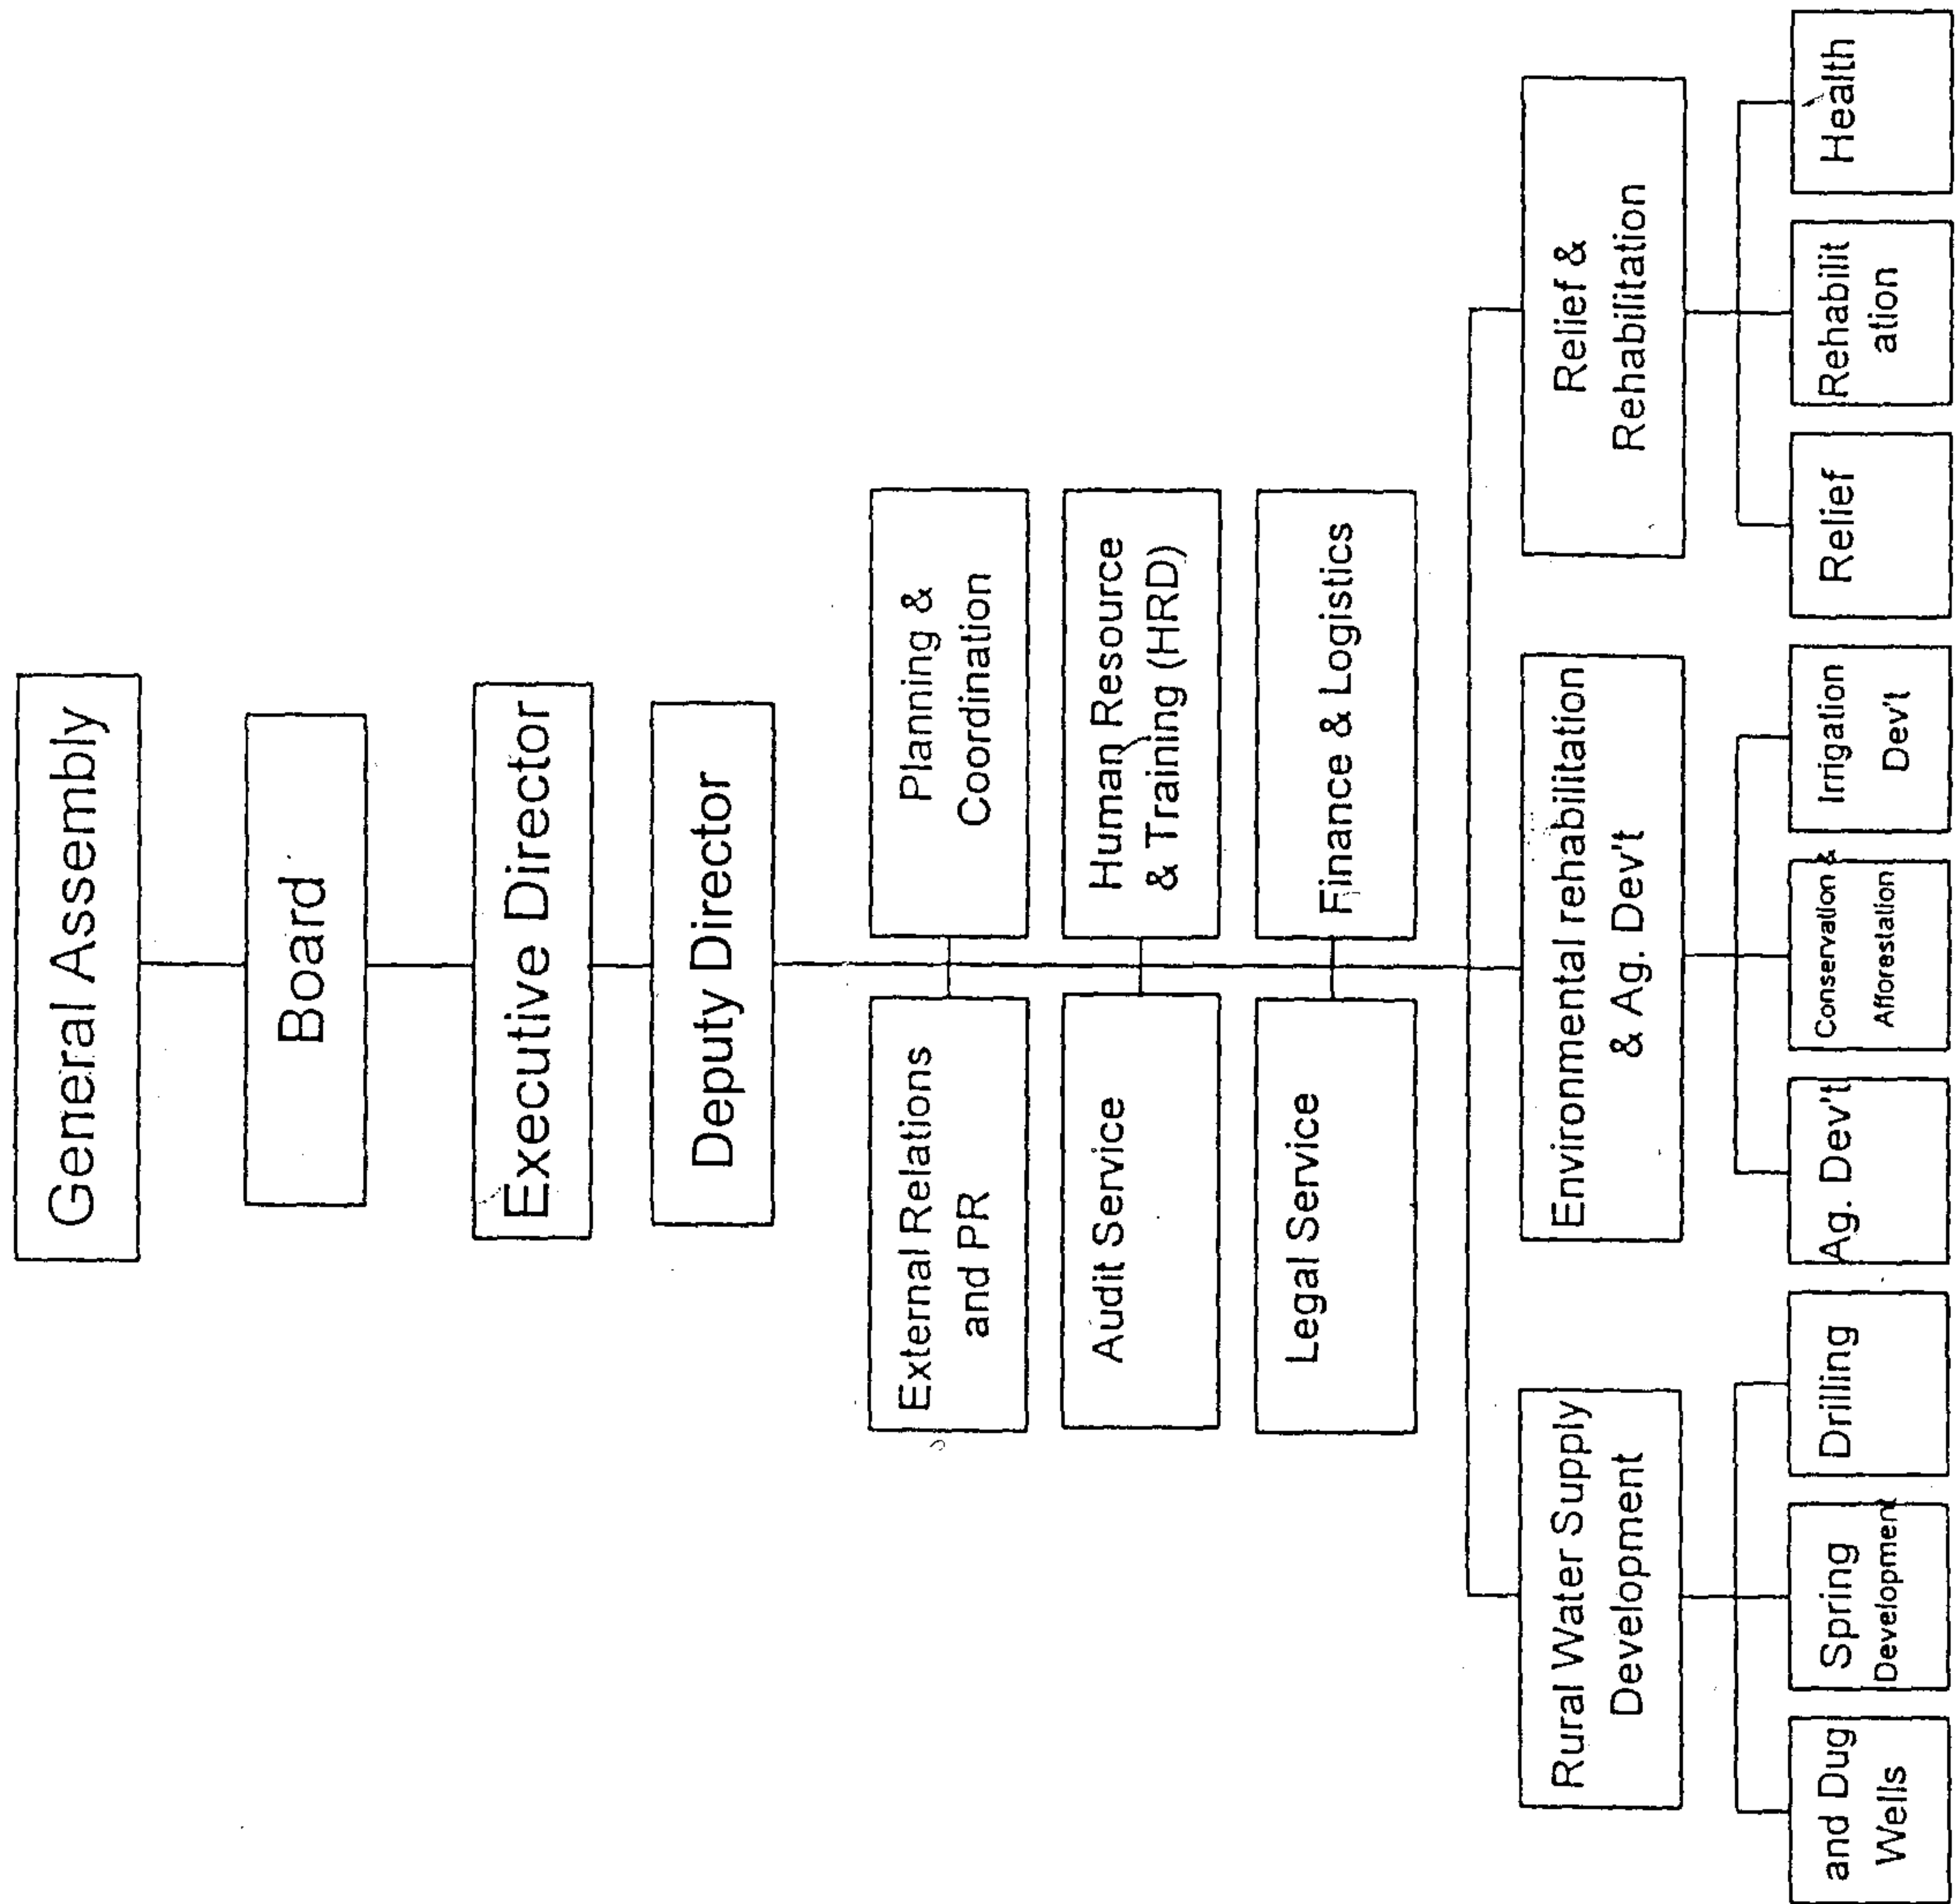 General Assembly
Board
Executive Director
Deputy Director
External Relations
and PR
Planning &
Coordination
Audit Service
Human Resource
& Training (HRD)
Legal Service
Finance & Logistics
Rural Water Supply
Development
Environmental rehabilitation
& Ag. Dev't
Relief &
Rehabilitation
and Dug
Wells
Spring
Development
Drilling
Ag. Dev't
Conservation &
Afforestation
Irrigation
Dev't
Relief
Rehabilit
ation
Health